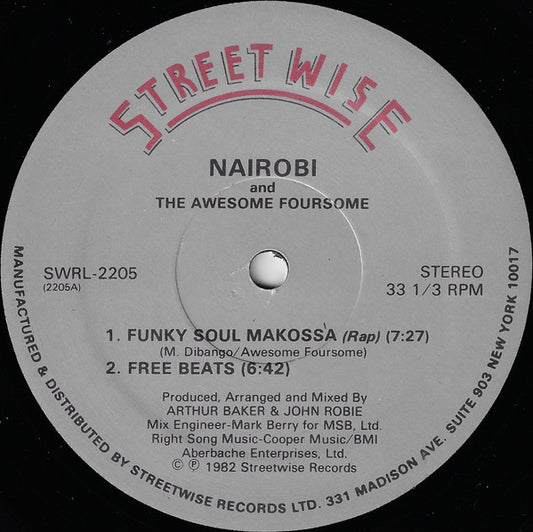 STREETWISE
NAIROBI
and
THE AWESOME FOURSOME
SWRL-2205
(2205A)
STEREO
33 1/3 RPM
1. FUNKY SOUL MAKOSSA (Rap) (7:27)
(M. Dibango/Awesome Foursome)
2. FREE BEATS (6:42)
Produced, Arranged and Mixed By
ARTHUR BAKER & JOHN ROBIE
Mix Engineer-Mark Berry for MSB, Ltd.
Right Song Music-Cooper Music/BMI
Aberbache Enterprises, Ltd.
© ℗ 1982 Streetwise Records
MANUFACTURED & DISTRIBUTED BY STREETWISE RECORDS LTD. 331 MADISON AVE. SUITE 903 NEW YORK 10017